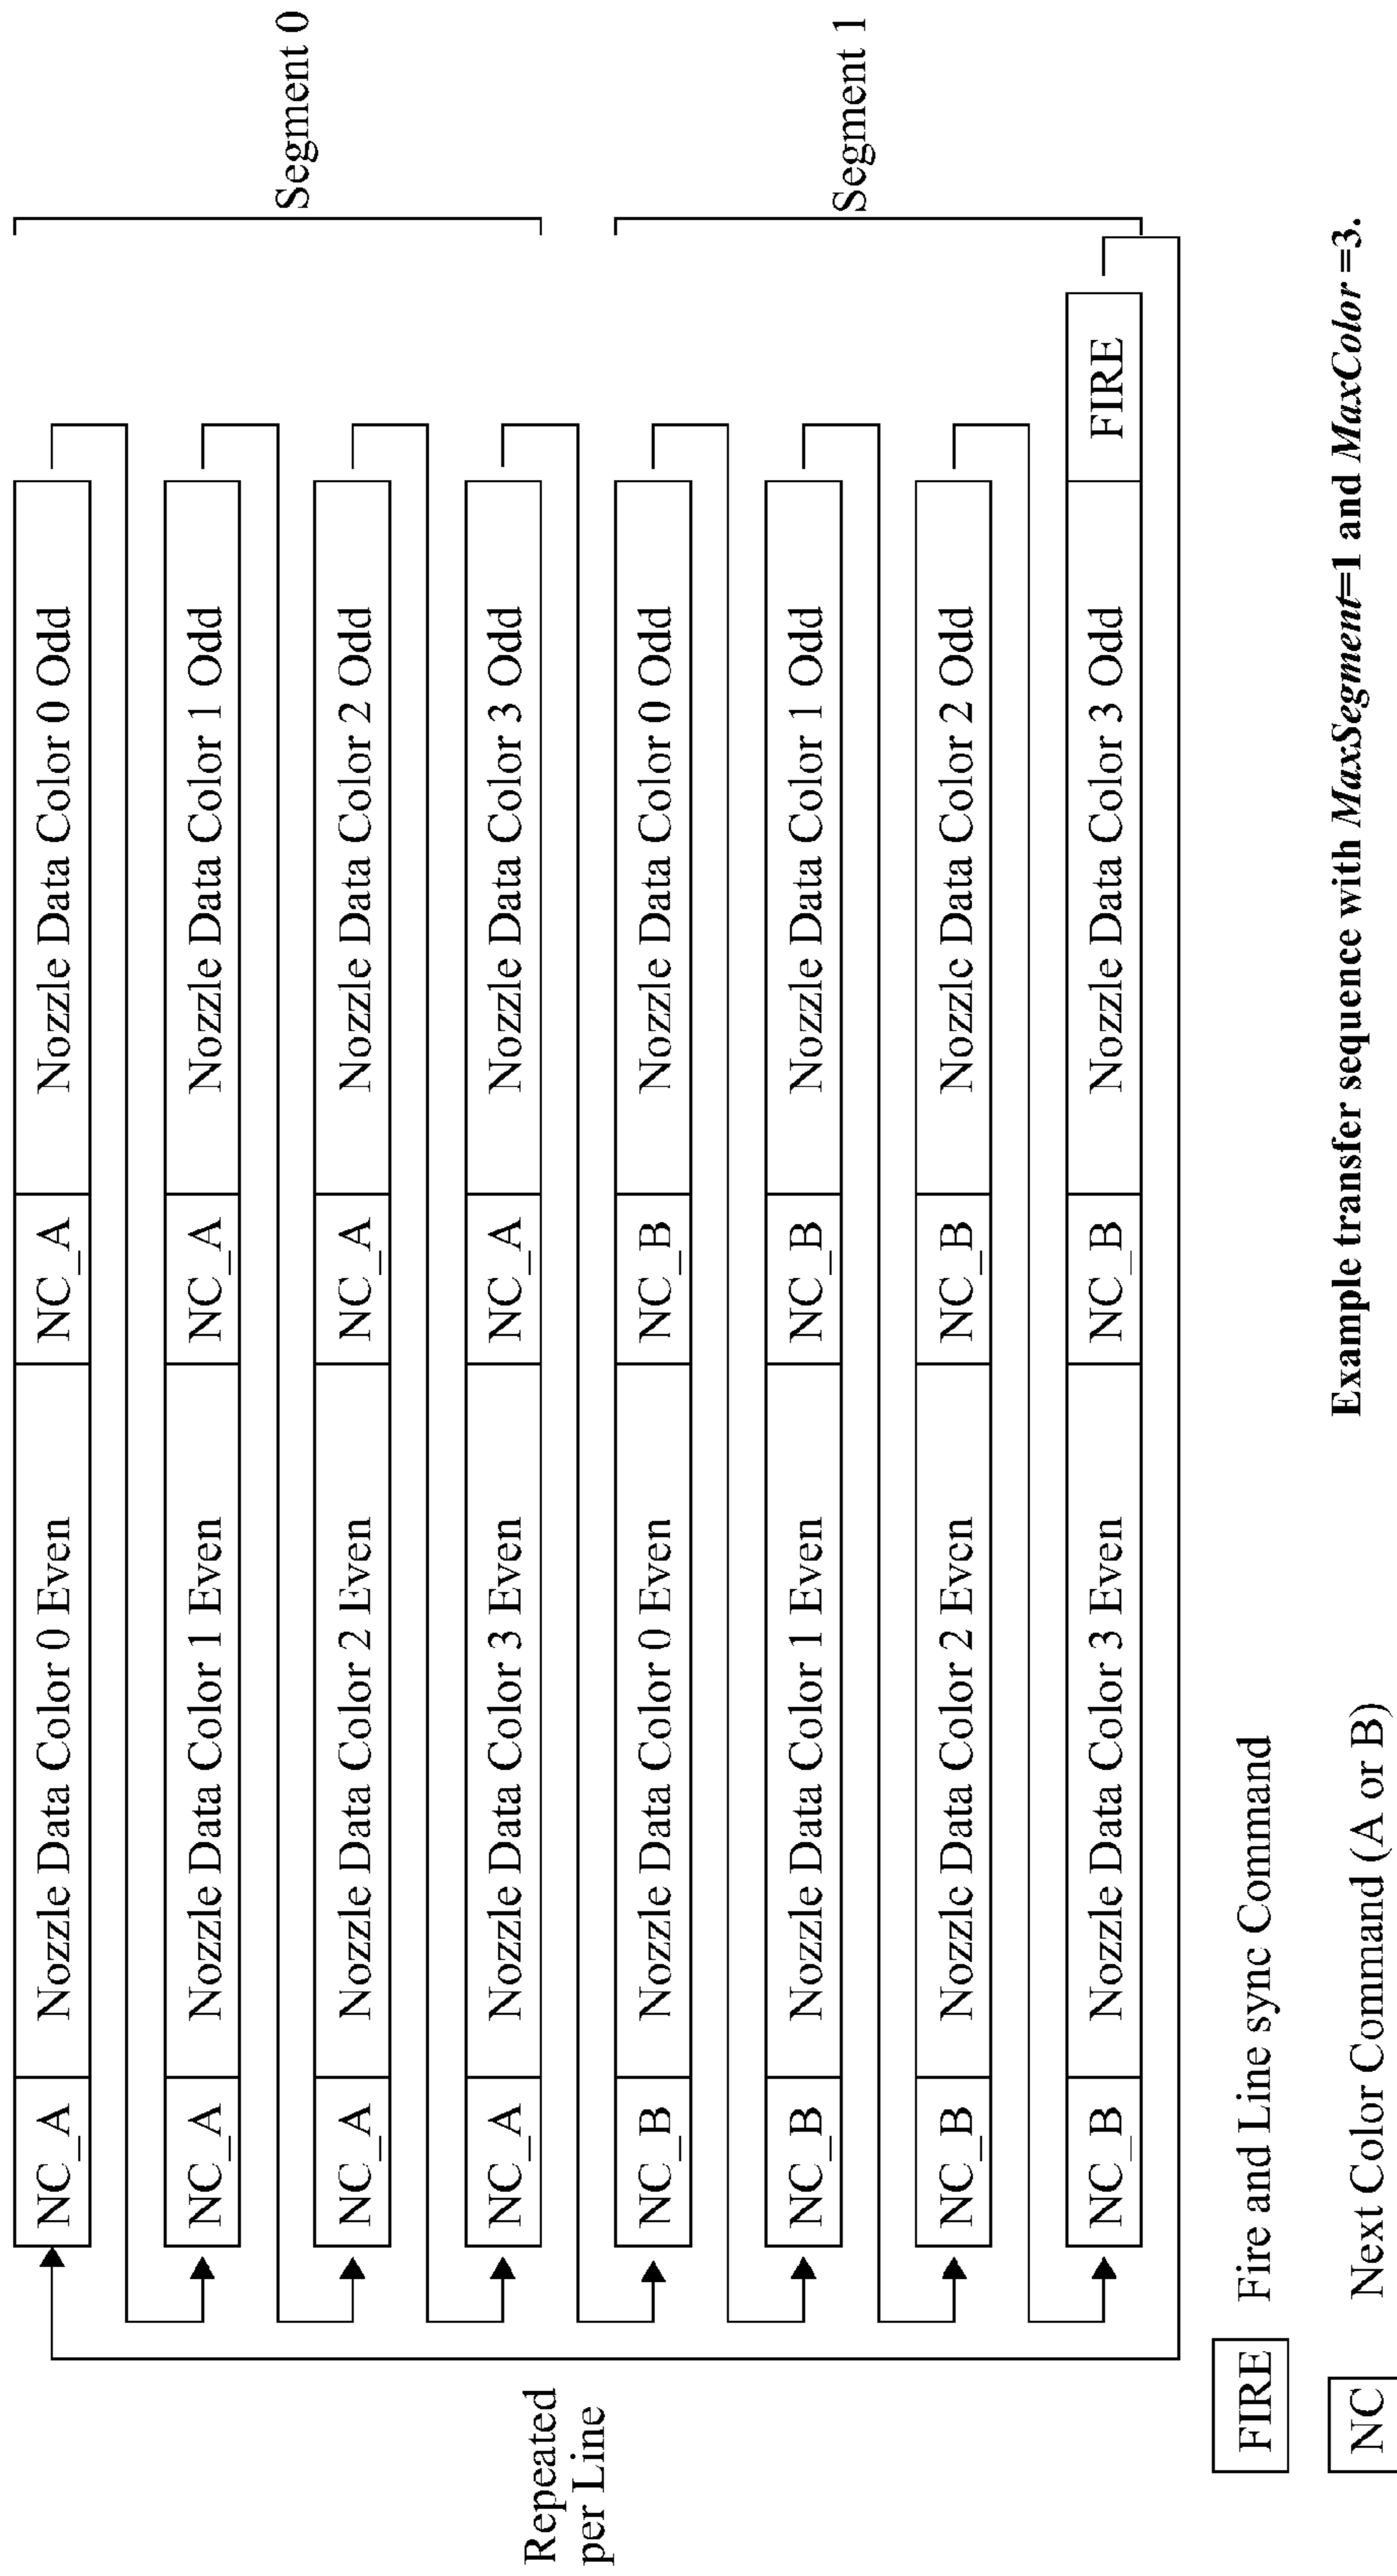 NC_A Nozzle Data Color 0 Even NC_A Nozzle Data Color 0 Odd
NC_A Nozzle Data Color 1 Even NC_A Nozzle Data Color 1 Odd
Segment 0
NC_A Nozzle Data Color 2 Even NC_A Nozzle Data Color 2 Odd
NC_A Nozzle Data Color 3 Even NC_A Nozzle Data Color 3 Odd
Repeated
per Line
NC_B Nozzle Data Color 0 Even NC_B Nozzle Data Color 0 Odd
NC_B Nozzle Data Color 1 Even NC_B Nozzle Data Color 1 Odd
Segment 1
NC_B Nozzle Data Color 2 Even NC_B Nozzle Data Color 2 Odd
NC_B Nozzle Data Color 3 Even NC_B Nozzle Data Color 3 Odd FIRE
FIRE Fire and Line sync Command
NC Next Color Command (A or B)
Example transfer sequence with MaxSegment=1 and MaxColor =3.